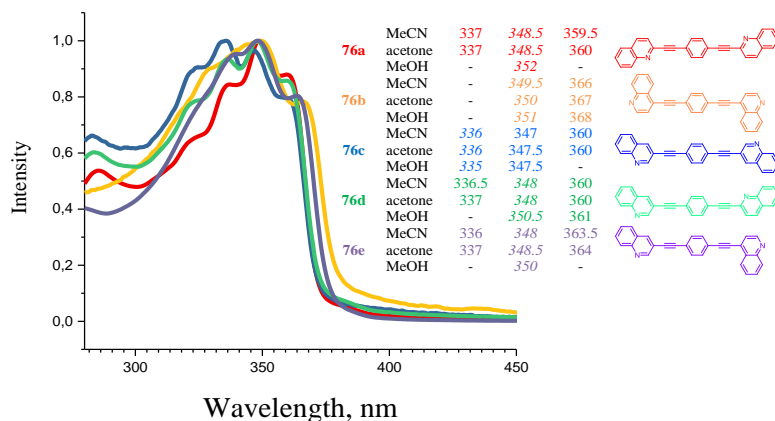 MeCN 337 348.5 359.5
76a acetone 337 348.5 360
MeOH - 352 -
MeCN - 349.5 366
76b acetone - 350 367
MeOH - 351 368
MeCN 336 347 360
76c acetone 336 347.5 360
MeOH 335 347.5 -
MeCN 336.5 348 360
76d acetone 337 348 360
MeOH - 350.5 361
MeCN 336 348 363.5
76e acetone 337 348.5 364
MeOH - 350 -
1,0
0,8
0,6
0,4
0,2
0,0
Intensity
300 350 400 450
Wavelength, nm
N N
N N
N N
N N
N N